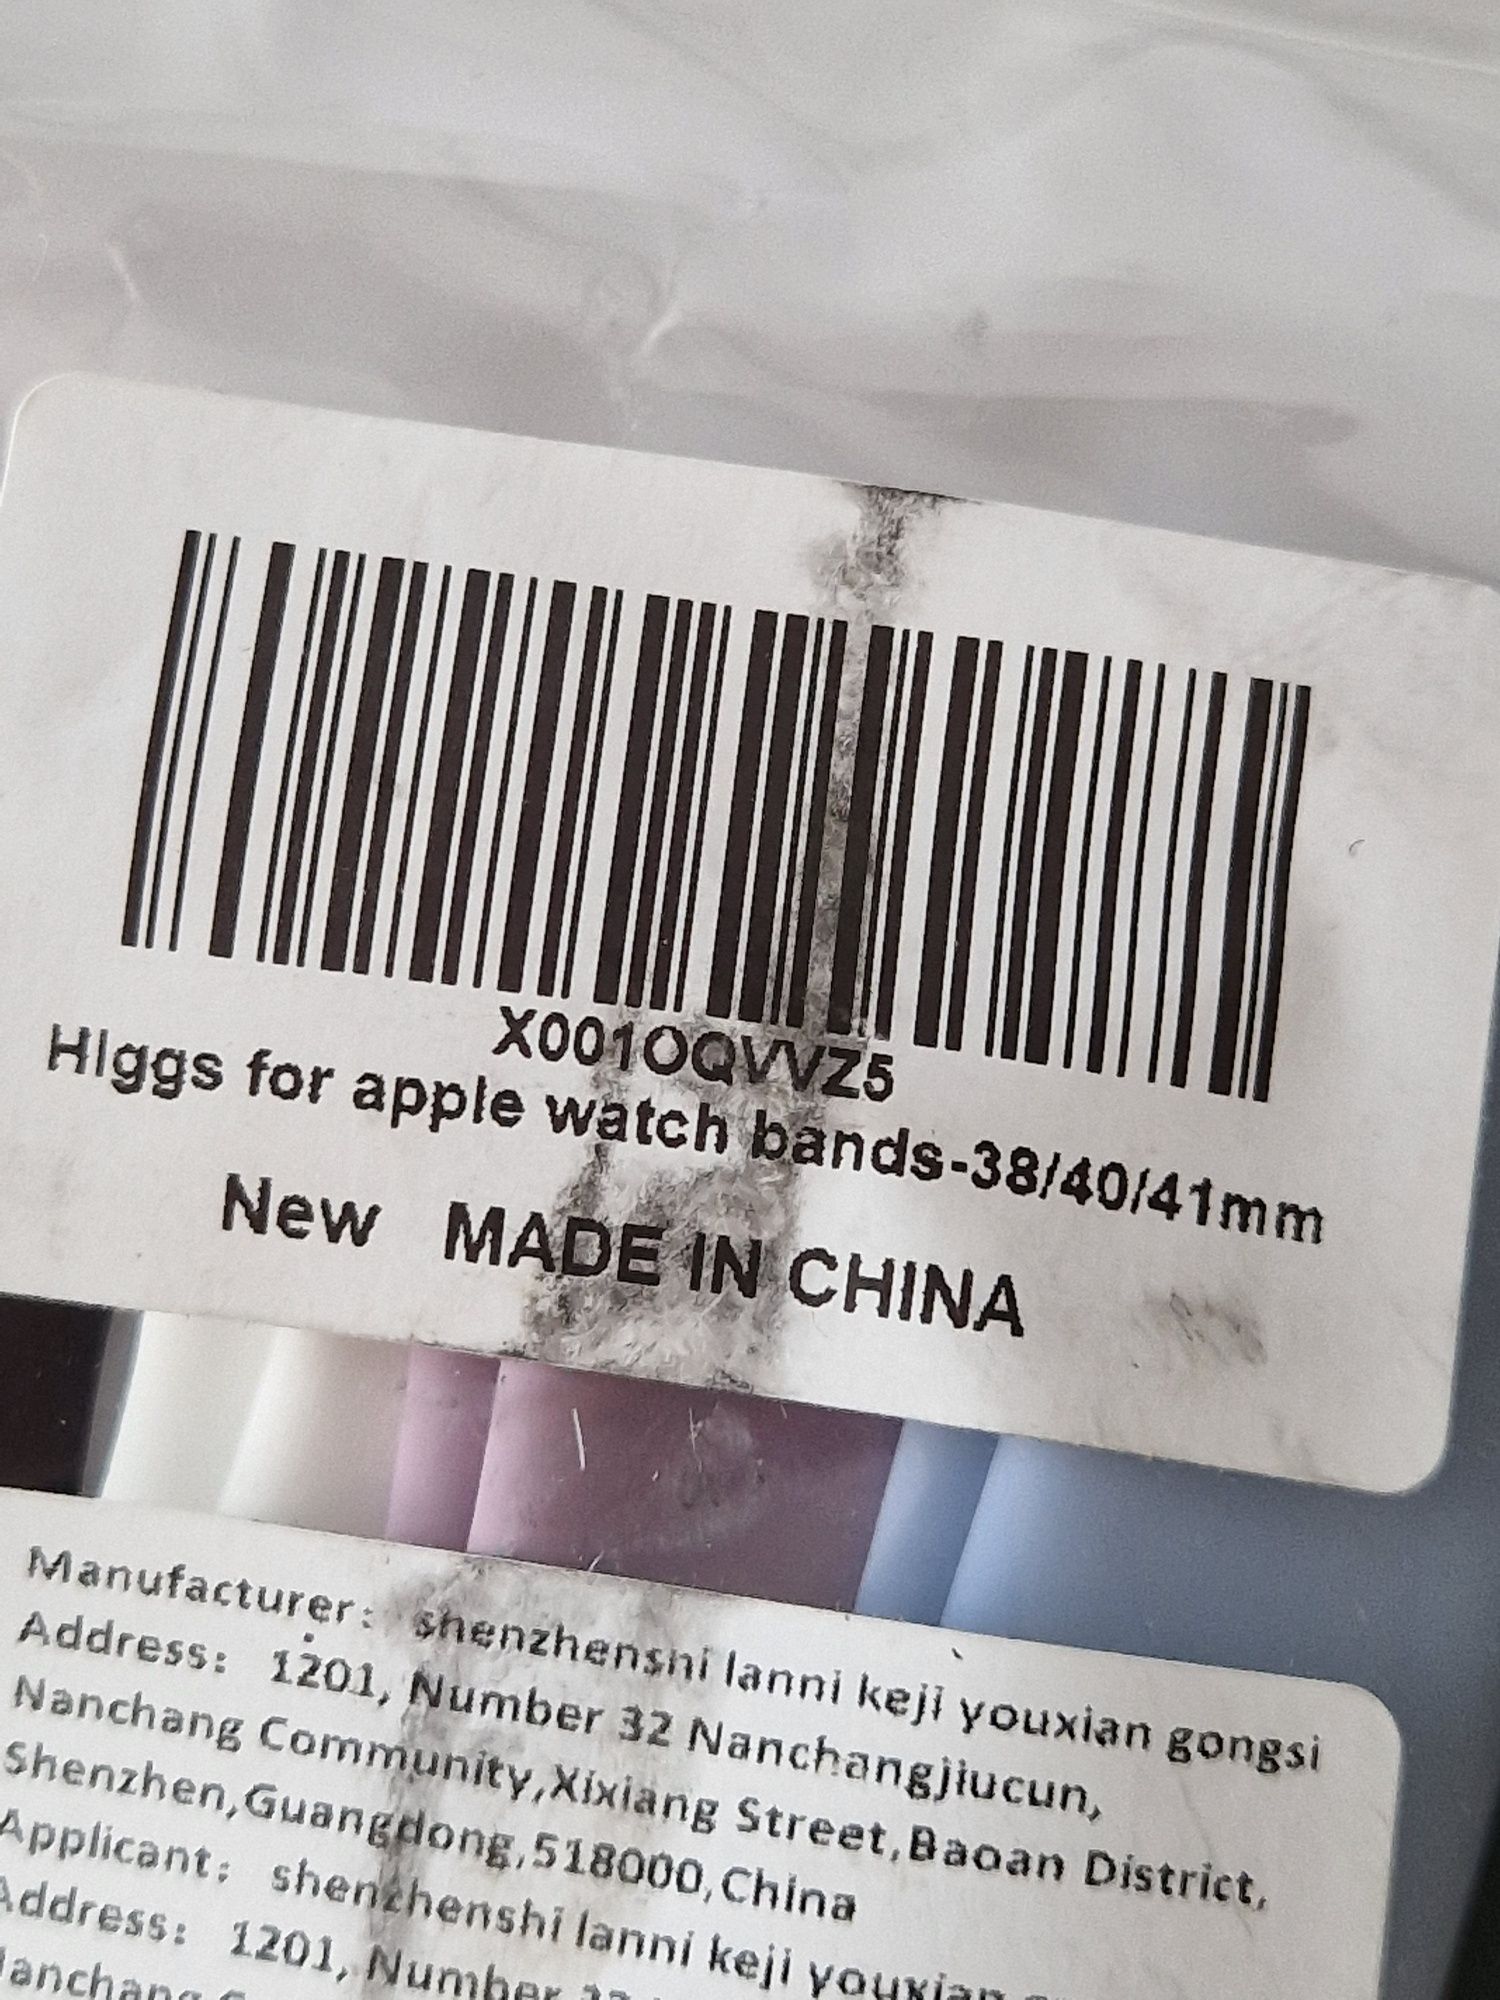 X001OQVVZ5
HIggs for apple watch bands-38/40/41mm
New MADE IN CHINA
Manufacturer: shenzhenshi lanni keji youxian gongsi
Address: 1201, Number 32 Nanchangjiucun,
Nanchang Community,Xixiang Street,Baoan District,
Shenzhen,Guangdong,518000,China
Applicant: shenzhenshi lanni keji youxian
Address: 1201, Number 32